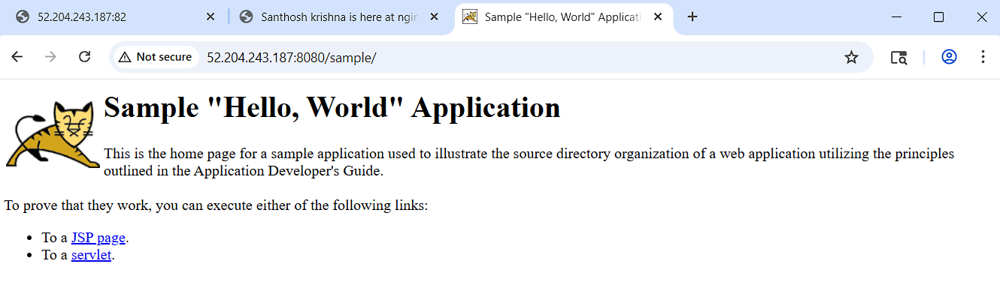 52.204.243.187:82
Santhosh krishna is here at ngin
Sample "Hello, World" Applicati
Not secure
52.204.243.187:8080/sample/
Sample "Hello, World" Application
This is the home page for a sample application used to illustrate the source directory organization of a web application utilizing the principles
outlined in the Application Developer's Guide.
To prove that they work, you can execute either of the following links:
• To a JSP page.
• To a servlet.